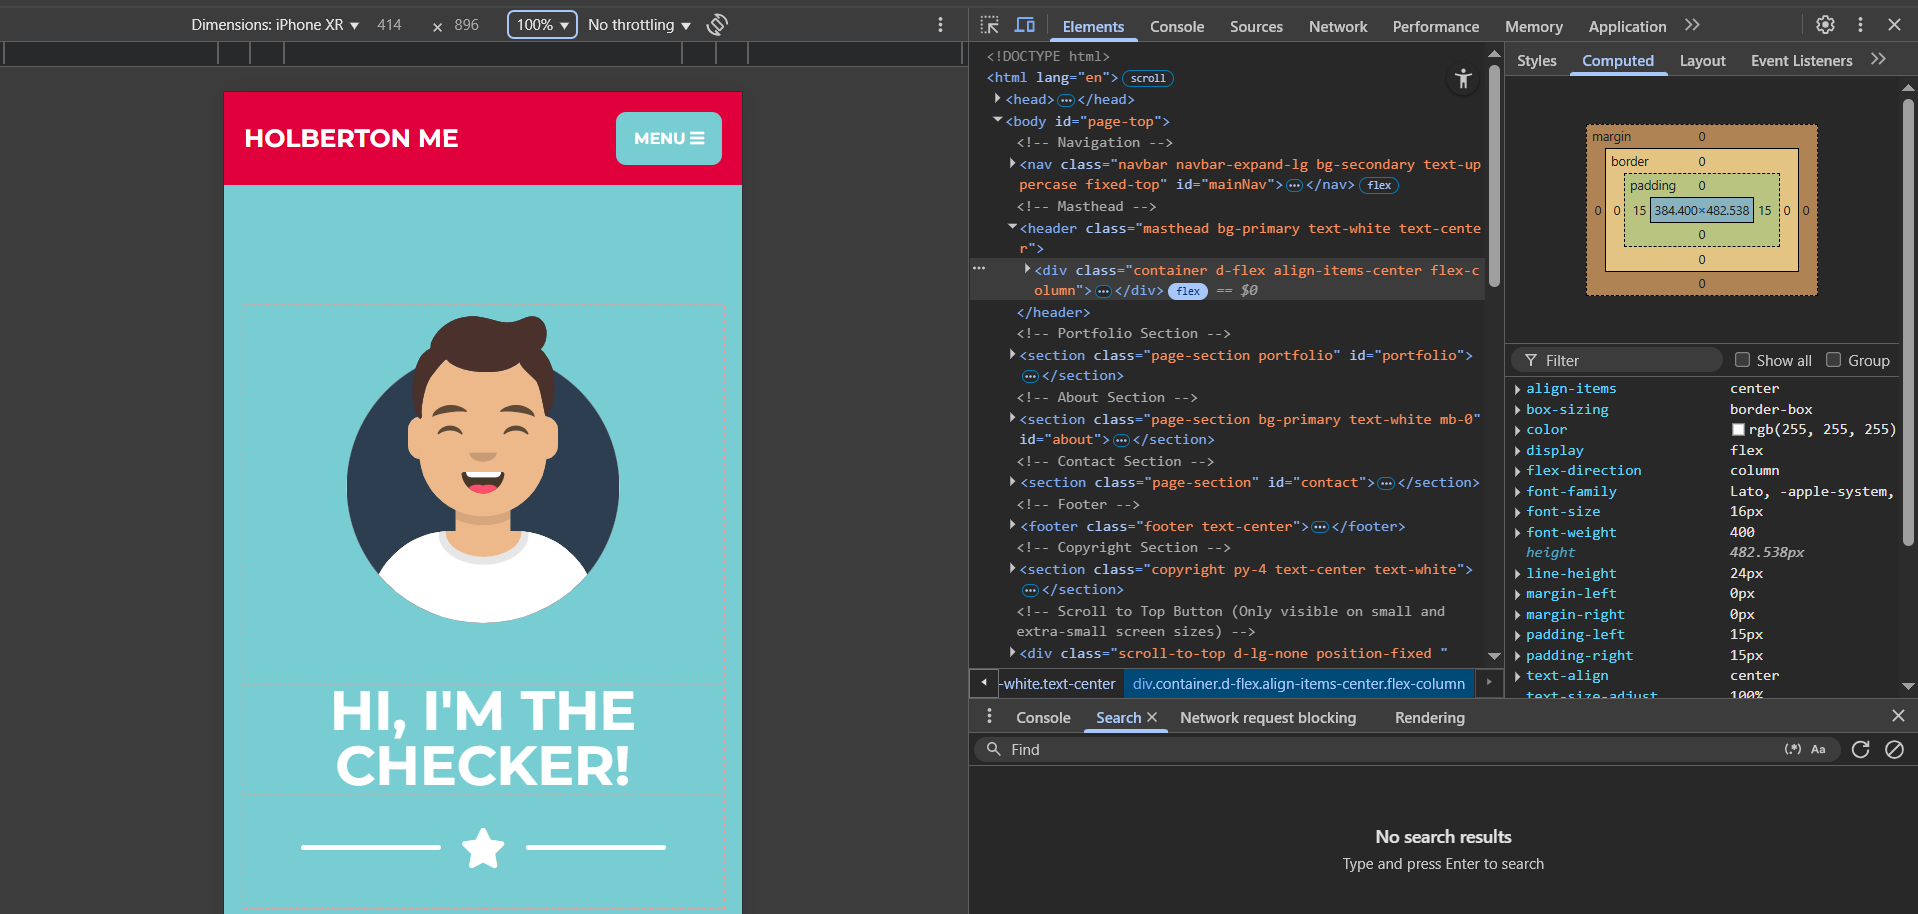 Dimensions: iPhone XR ▼ 414 × 896 100% ▼ No throttling ▼
Elements Console Sources Network Performance Memory Application
HOLBERTON ME
MENU
HI, I'M THE
CHECKER!
<!DOCTYPE html>
<html lang="en"> scroll
<head> </head>
<body id="page-top">
<!-- Navigation -->
<nav class="navbar navbar-expand-lg bg-secondary text-up
percase fixed-top" id="mainNav"> </nav> flex
<!-- Masthead -->
<header class="masthead bg-primary text-white text-cente
r">
<div class="container d-flex align-items-center flex-c
olumn"> </div> flex == $0
</header>
<!-- Portfolio Section -->
<section class="page-section portfolio" id="portfolio">
</section>
<!-- About Section -->
<section class="page-section bg-primary text-white mb-0"
id="about"> </section>
<!-- Contact Section -->
<section class="page-section" id="contact"> </section>
<!-- Footer -->
<footer class="footer text-center"> </footer>
<!-- Copyright Section -->
<section class="copyright py-4 text-center text-white">
</section>
<!-- Scroll to Top Button (Only visible on small and
extra-small screen sizes) -->
<div class="scroll-to-top d-lg-none position-fixed "
-white.text-center div.container.d-flex.align-items-center.flex-column
Styles Computed Layout Event Listeners
margin 0
border 0
padding 0
0 0 15 384.400×482.538 15 0 0
0
0
0
Filter Show all Group
align-items center
box-sizing border-box
color rgb(255, 255, 255)
display flex
flex-direction column
font-family Lato, -apple-system,
font-size 16px
font-weight 400
height 482.538px
line-height 24px
margin-left 0px
margin-right 0px
padding-left 15px
padding-right 15px
text-align center
text-size-adjust 100%
Console Search Network request blocking Rendering
Find (.*) Aa
No search results
Type and press Enter to search